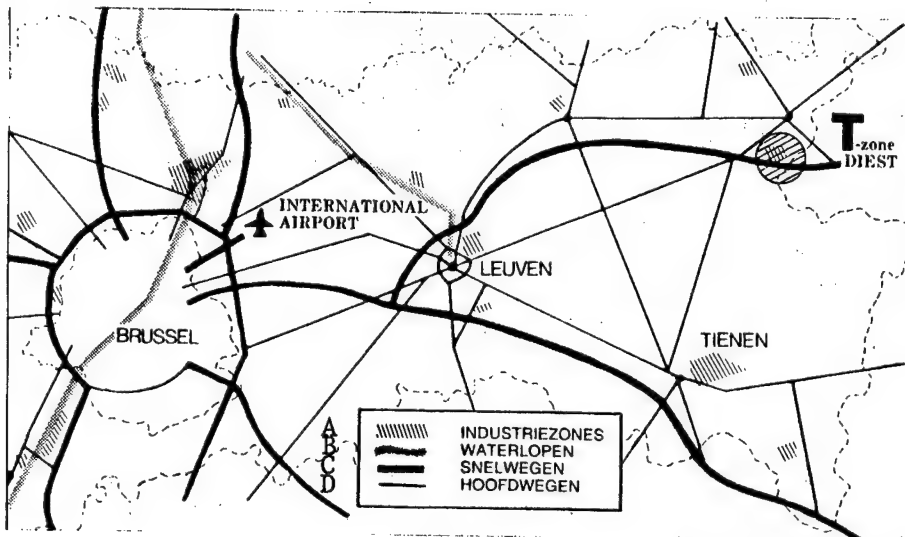 T-zone
DIEST
INTERNATIONAL
AIRPORT
LEUVEN
BRUSSEL
TIENEN
A INDUSTRIEZONES
B WATERLOPEN
C SNELWEGEN
D HOOFDWEGEN